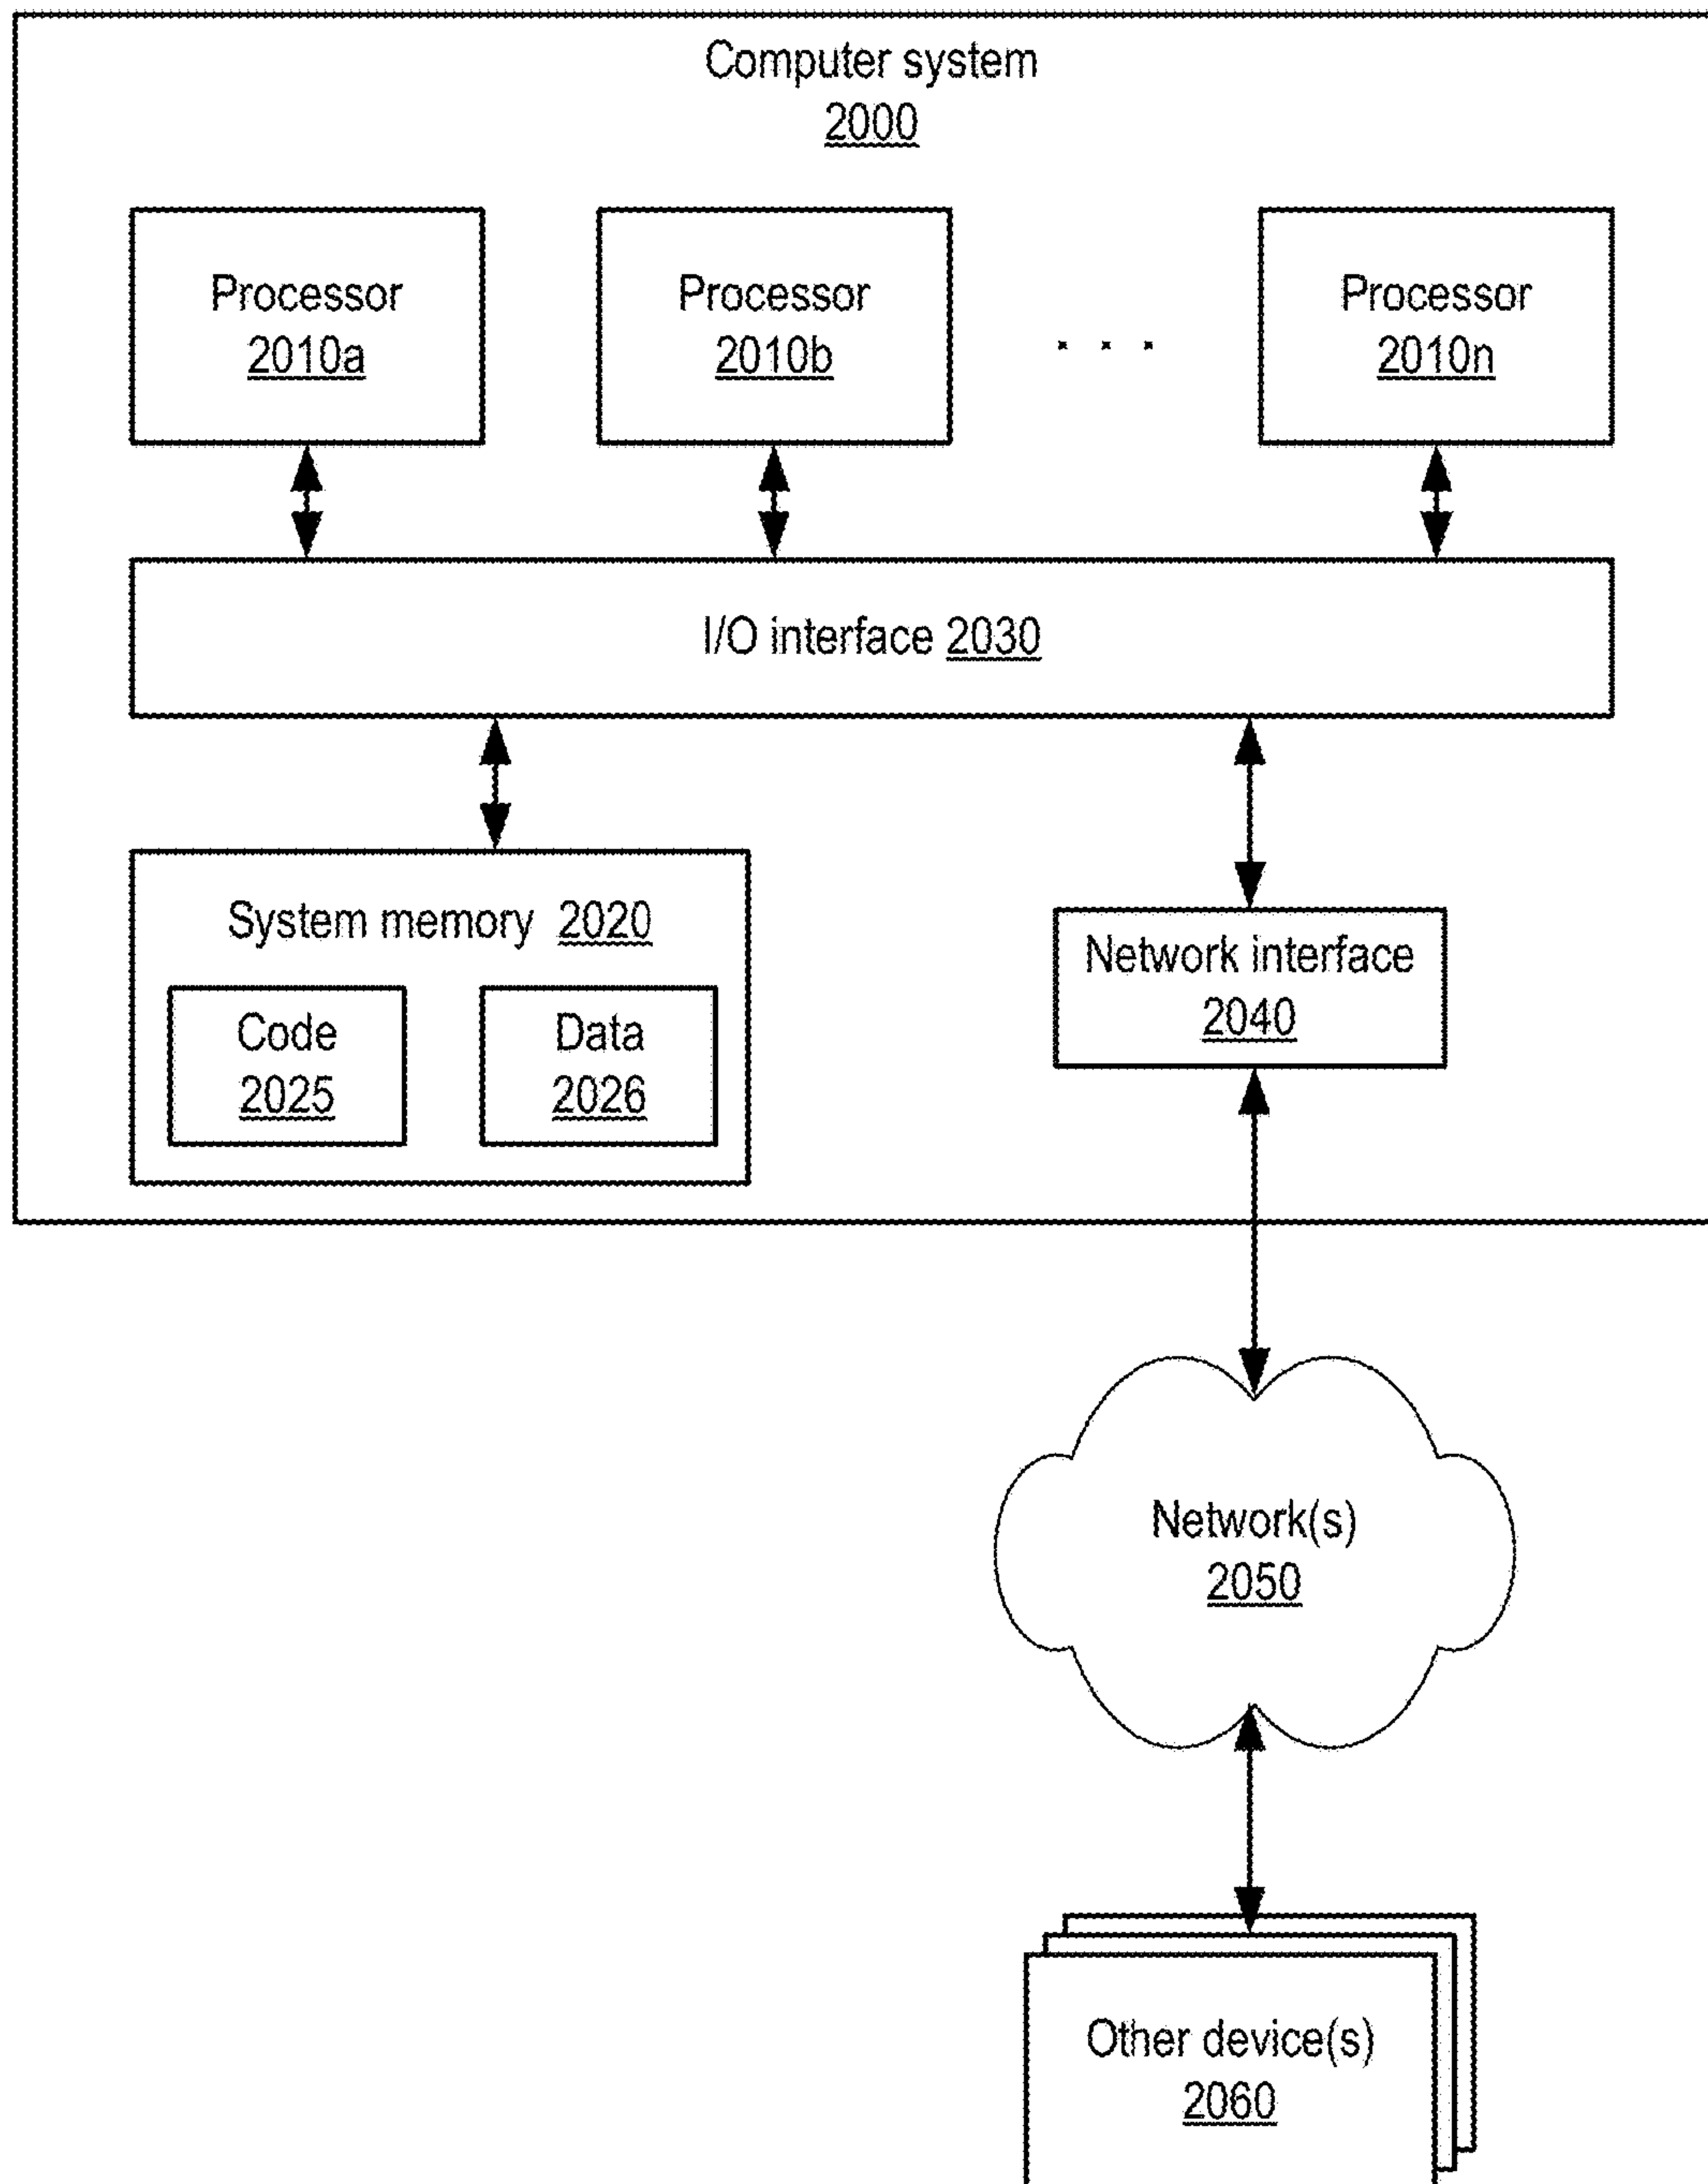 Computer system
2000
Processor
2010a
Processor
2010b
. . .
Processor
2010n
I/O interface 2030
System memory 2020
Code
2025
Data
2026
Network interface
2040
Network(s)
2050
Other device(s)
2060